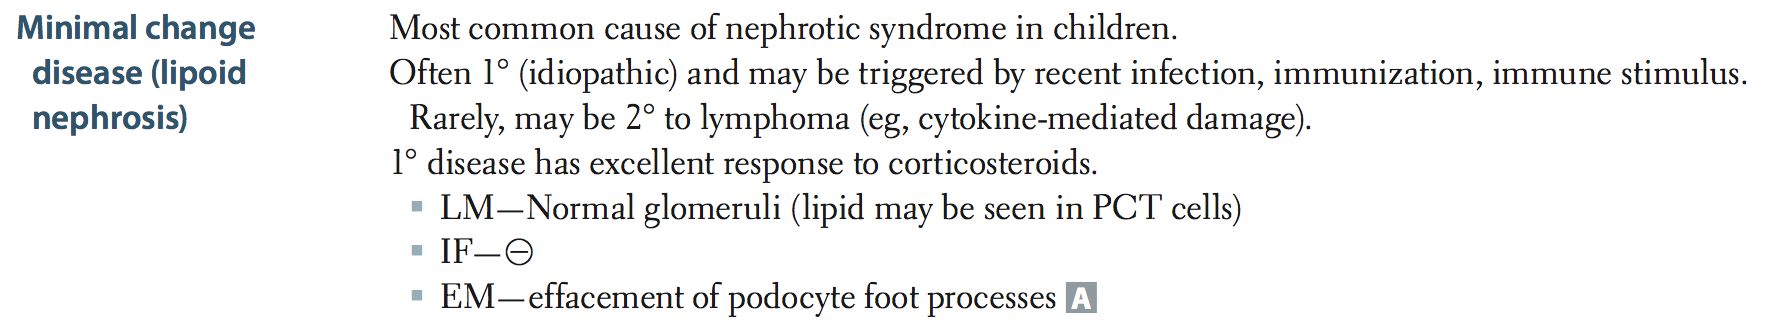 Minimal change
disease (lipoid
nephrosis)
Most common cause of nephrotic syndrome in children.
Often 1° (idiopathic) and may be triggered by recent infection, immunization, immune stimulus.
Rarely, may be 2° to lymphoma (eg, cytokine-mediated damage).
1° disease has excellent response to corticosteroids.
▪ LM—Normal glomeruli (lipid may be seen in PCT cells)
▪ IF—⊖
▪ EM—effacement of podocyte foot processes A